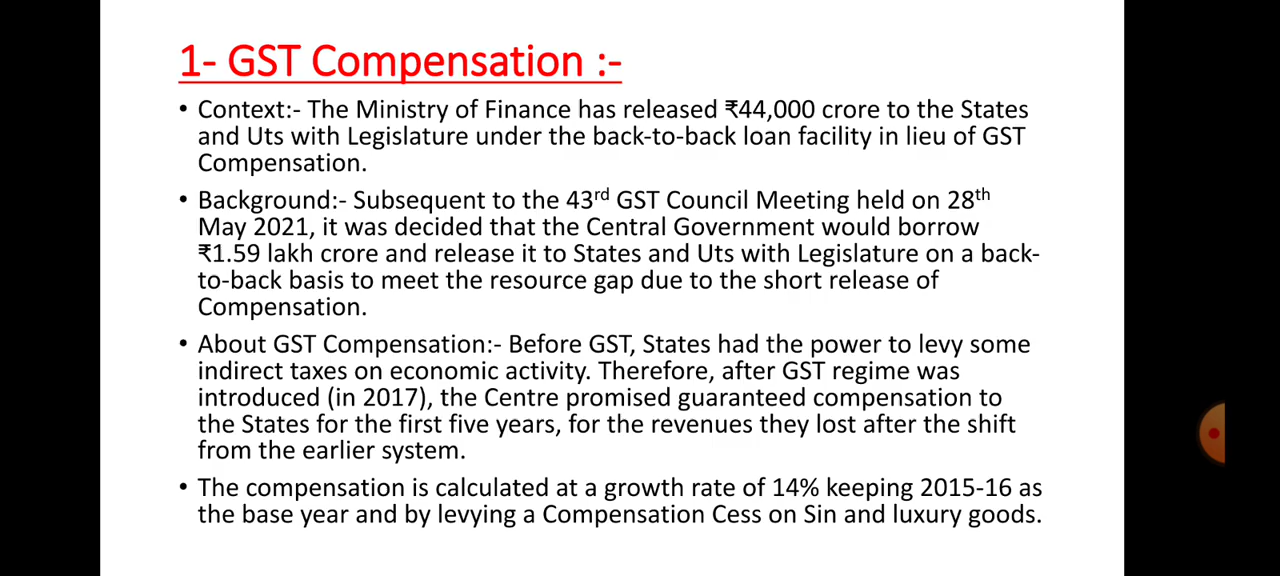 1- GST Compensation :-
• Context:- The Ministry of Finance has released ₹44,000 crore to the States
and Uts with Legislature under the back-to-back loan facility in lieu of GST
Compensation.
• Background:- Subsequent to the 43rd GST Council Meeting held on 28th
May 2021, it was decided that the Central Government would borrow
₹1.59 lakh crore and release it to States and Uts with Legislature on a back-
to-back basis to meet the resource gap due to the short release of
Compensation.
• About GST Compensation:- Before GST, States had the power to levy some
indirect taxes on economic activity. Therefore, after GST regime was
introduced (in 2017), the Centre promised guaranteed compensation to
the States for the first five years, for the revenues they lost after the shift
from the earlier system.
• The compensation is calculated at a growth rate of 14% keeping 2015-16 as
the base year and by levying a Compensation Cess on Sin and luxury goods.